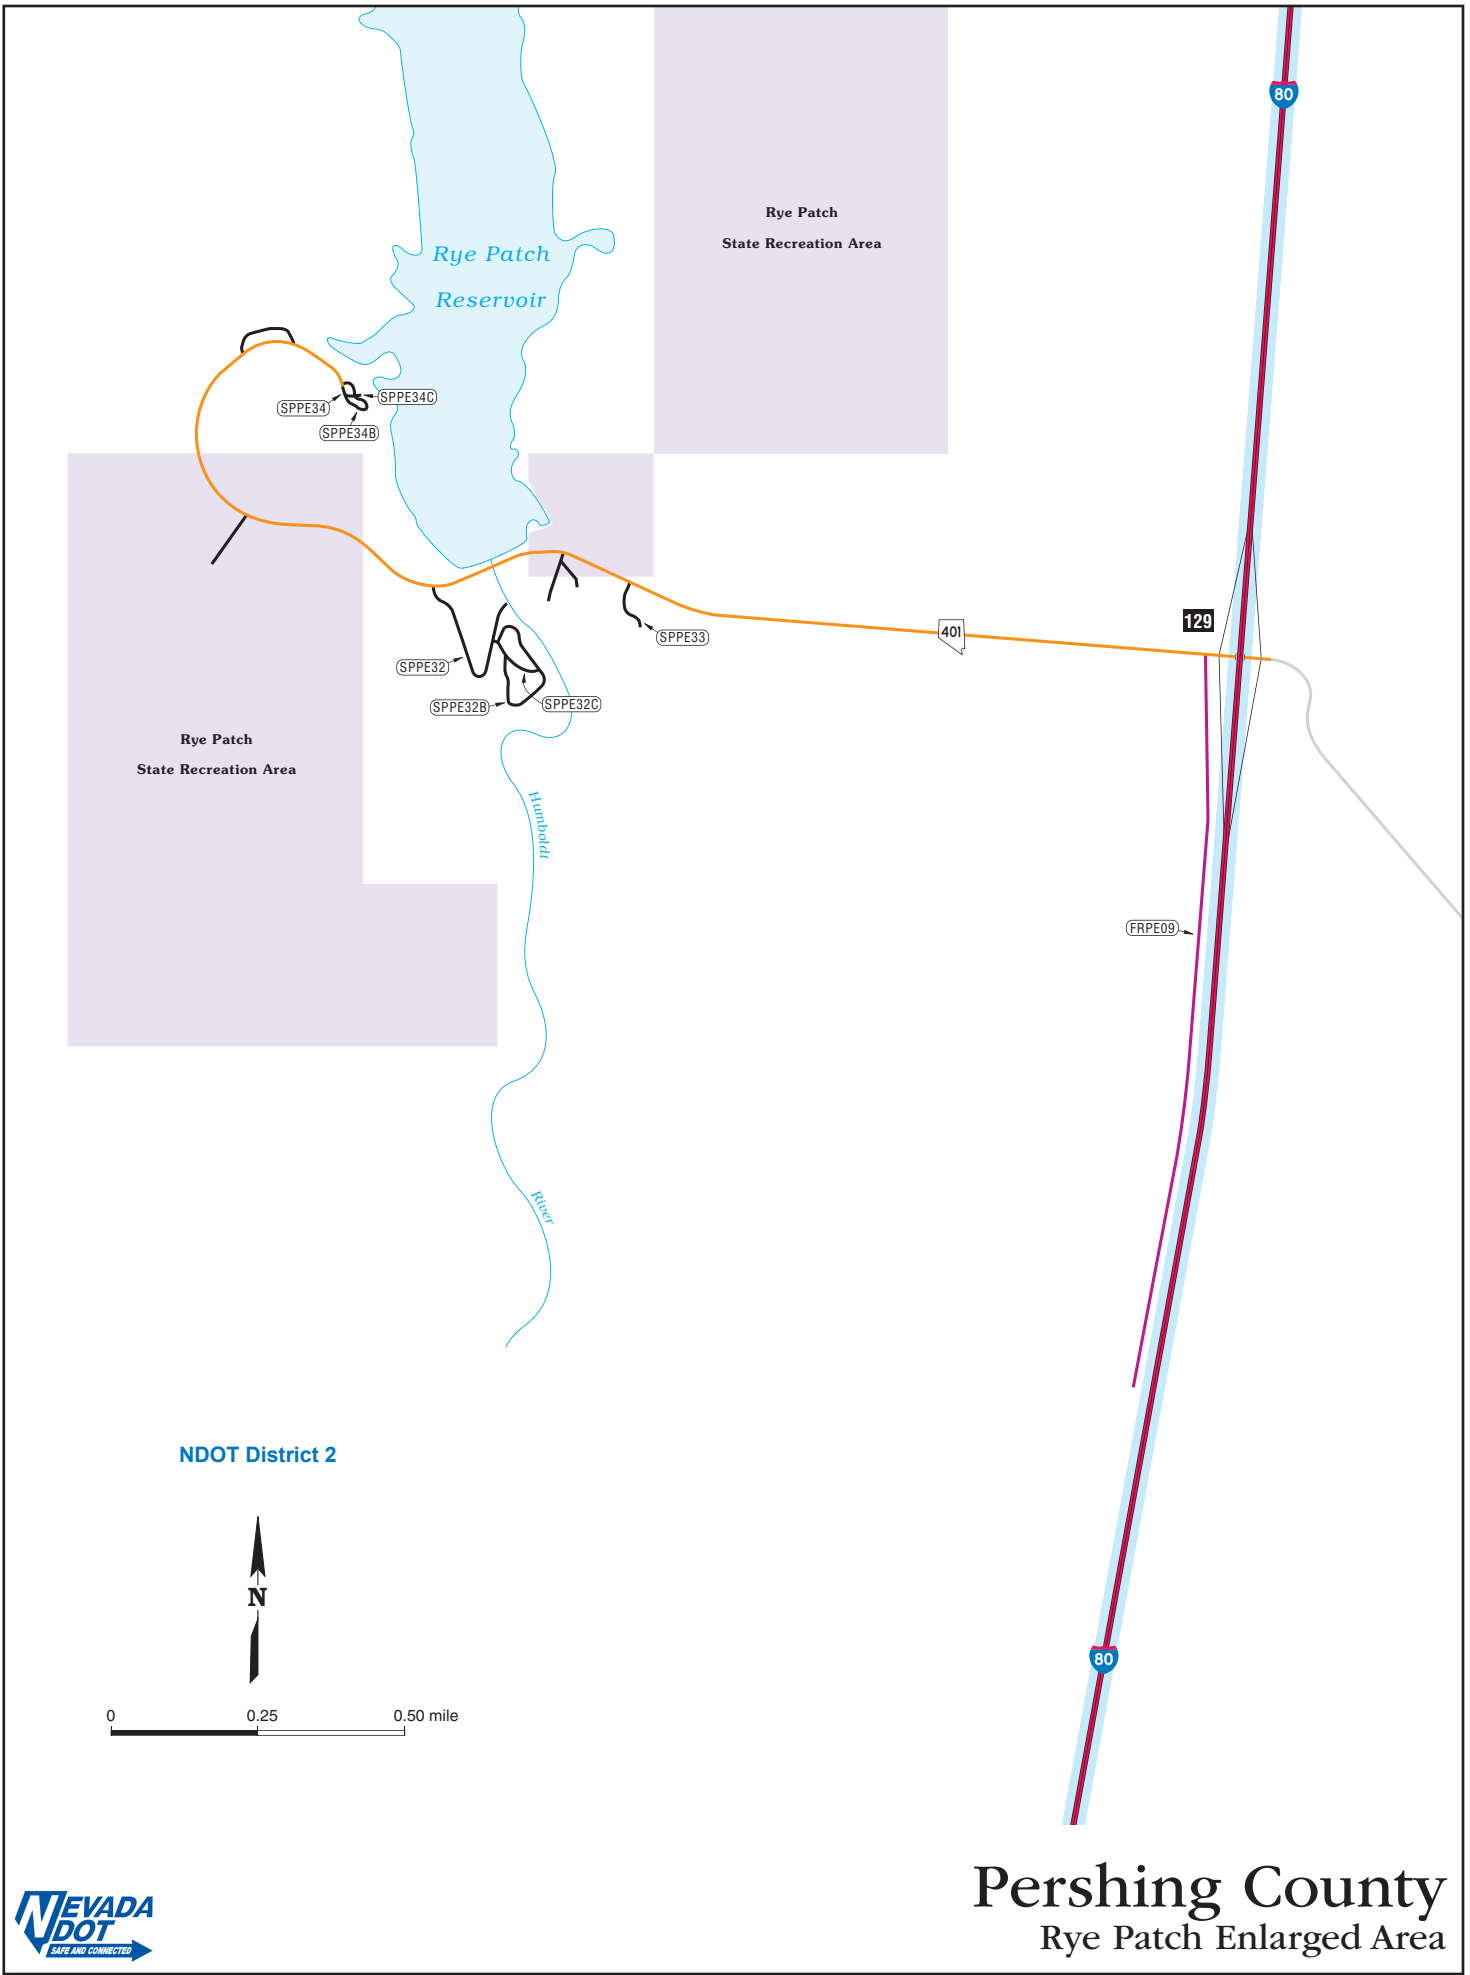 80
Rye Patch
State Recreation Area
Rye Patch
Reservoir
SPPE34C
SPPE34
SPPE34B
129
401
SPPE33
SPPE32
SPPE32C
SPPE32B
Rye Patch
State Recreation Area
Humboldt
FRPE09
River
NDOT District 2
N
80
0 0.25 0.50 mile
Pershing County
Rye Patch Enlarged Area
NEVADA
DOT
SAFE AND CONNECTED